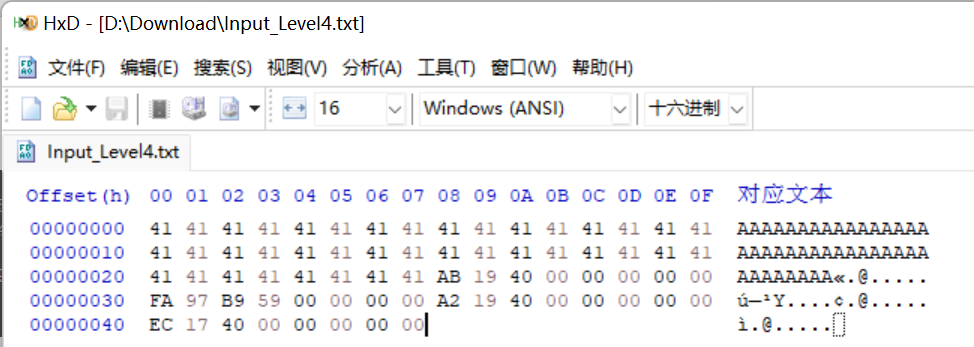 HxD - [D:\Download\Input_Level4.txt]
文件(F) 编辑(E) 搜索(S) 视图(V) 分析(A) 工具(T) 窗口(W) 帮助(H)
16 Windows (ANSI) 十六进制
Input_Level4.txt
Offset(h) 00 01 02 03 04 05 06 07 08 09 0A 0B 0C 0D 0E 0F 对应文本
00000000 41 41 41 41 41 41 41 41 41 41 41 41 41 41 41 41 AAAAAAAAAAAAAAAA
00000010 41 41 41 41 41 41 41 41 41 41 41 41 41 41 41 41 AAAAAAAAAAAAAAAA
00000020 41 41 41 41 41 41 41 41 AB 19 40 00 00 00 00 00 AAAAAAAA«.@.....
00000030 FA 97 B9 59 00 00 00 00 A2 19 40 00 00 00 00 00 ú—¹Y....¢.@.....
00000040 EC 17 40 00 00 00 00 00 ì.@.....